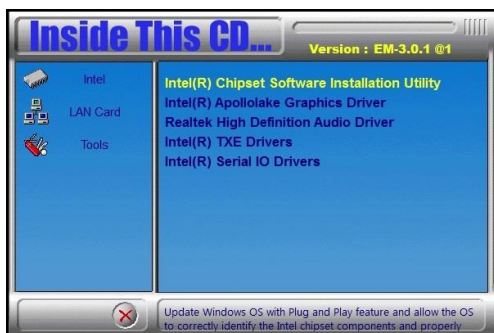 Inside This CD...
Version : EM-3.0.1 @1
Intel
LAN Card
Tools
Intel(R) Chipset Software Installation Utility
Intel(R) Apollolake Graphics Driver
Realtek High Definition Audio Driver
Intel(R) TXE Drivers
Intel(R) Serial IO Drivers
Update Windows OS with Plug and Play feature and allow the OS
to correctly identify the Intel chipset components and properly